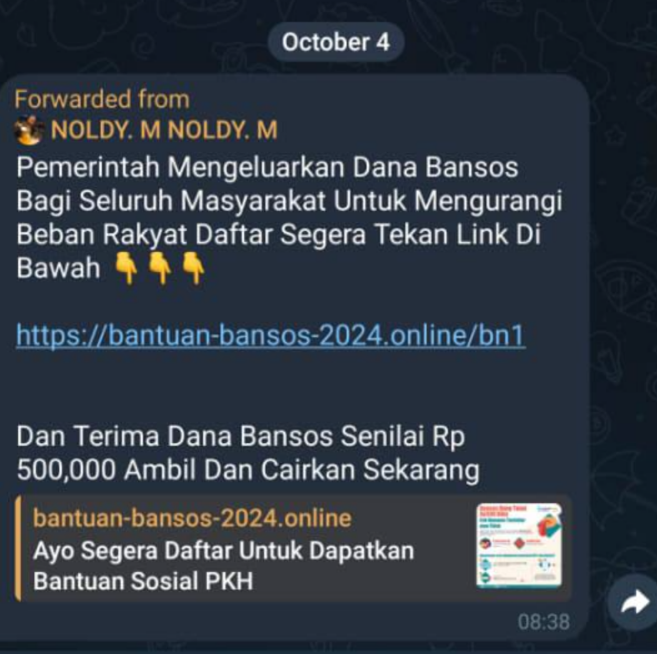 October 4
Forwarded from
NOLDY. M NOLDY. M
Pemerintah Mengeluarkan Dana Bansos
Bagi Seluruh Masyarakat Untuk Mengurangi
Beban Rakyat Daftar Segera Tekan Link Di
Bawah 👇👇👇
https://bantuan-bansos-2024.online/bn1
Dan Terima Dana Bansos Senilai Rp
500,000 Ambil Dan Cairkan Sekarang
bantuan-bansos-2024.online
Ayo Segera Daftar Untuk Dapatkan
Bantuan Sosial PKH
08:38